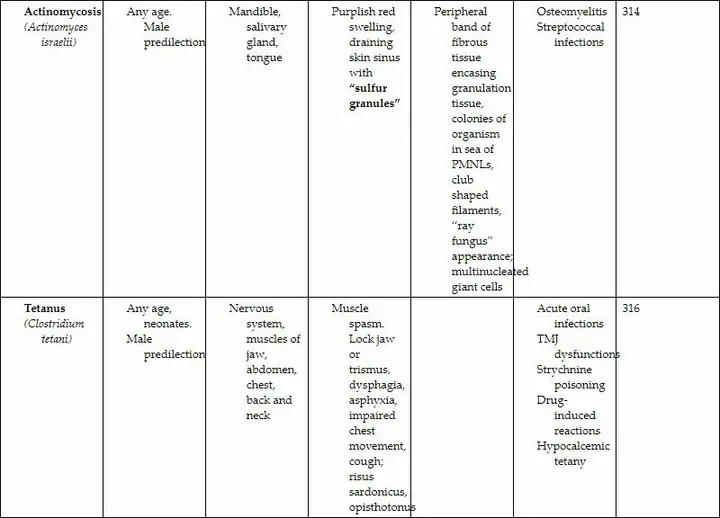 Actinomycosis
(Actinomyces
israelii)
Any age.
Male
predilection
Mandible,
salivary
gland,
tongue
Purplish red
swelling,
draining
skin sinus
with
“sulfur
granules”
Peripheral
band of
fibrous
tissue
encasing
granulation
tissue,
colonies of
organism
in sea of
PMNLs,
club
shaped
filaments,
“ray
fungus”
appearance;
multinucleated
giant cells
Osteomyelitis
Streptococcal
infections
314
Tetanus
(Clostridium
tetani)
Any age,
neonates.
Male
predilection
Nervous
system,
muscles of
jaw,
abdomen,
chest,
back and
neck
Muscle
spasm.
Lock jaw
or
trismus,
dysphagia,
asphyxia,
impaired
chest
movement,
cough;
risus
sardonicus,
opisthotonus
Acute oral
infections
TMJ
dysfunctions
Strychnine
poisoning
Drug-
induced
reactions
Hypocalcemic
tetany
316